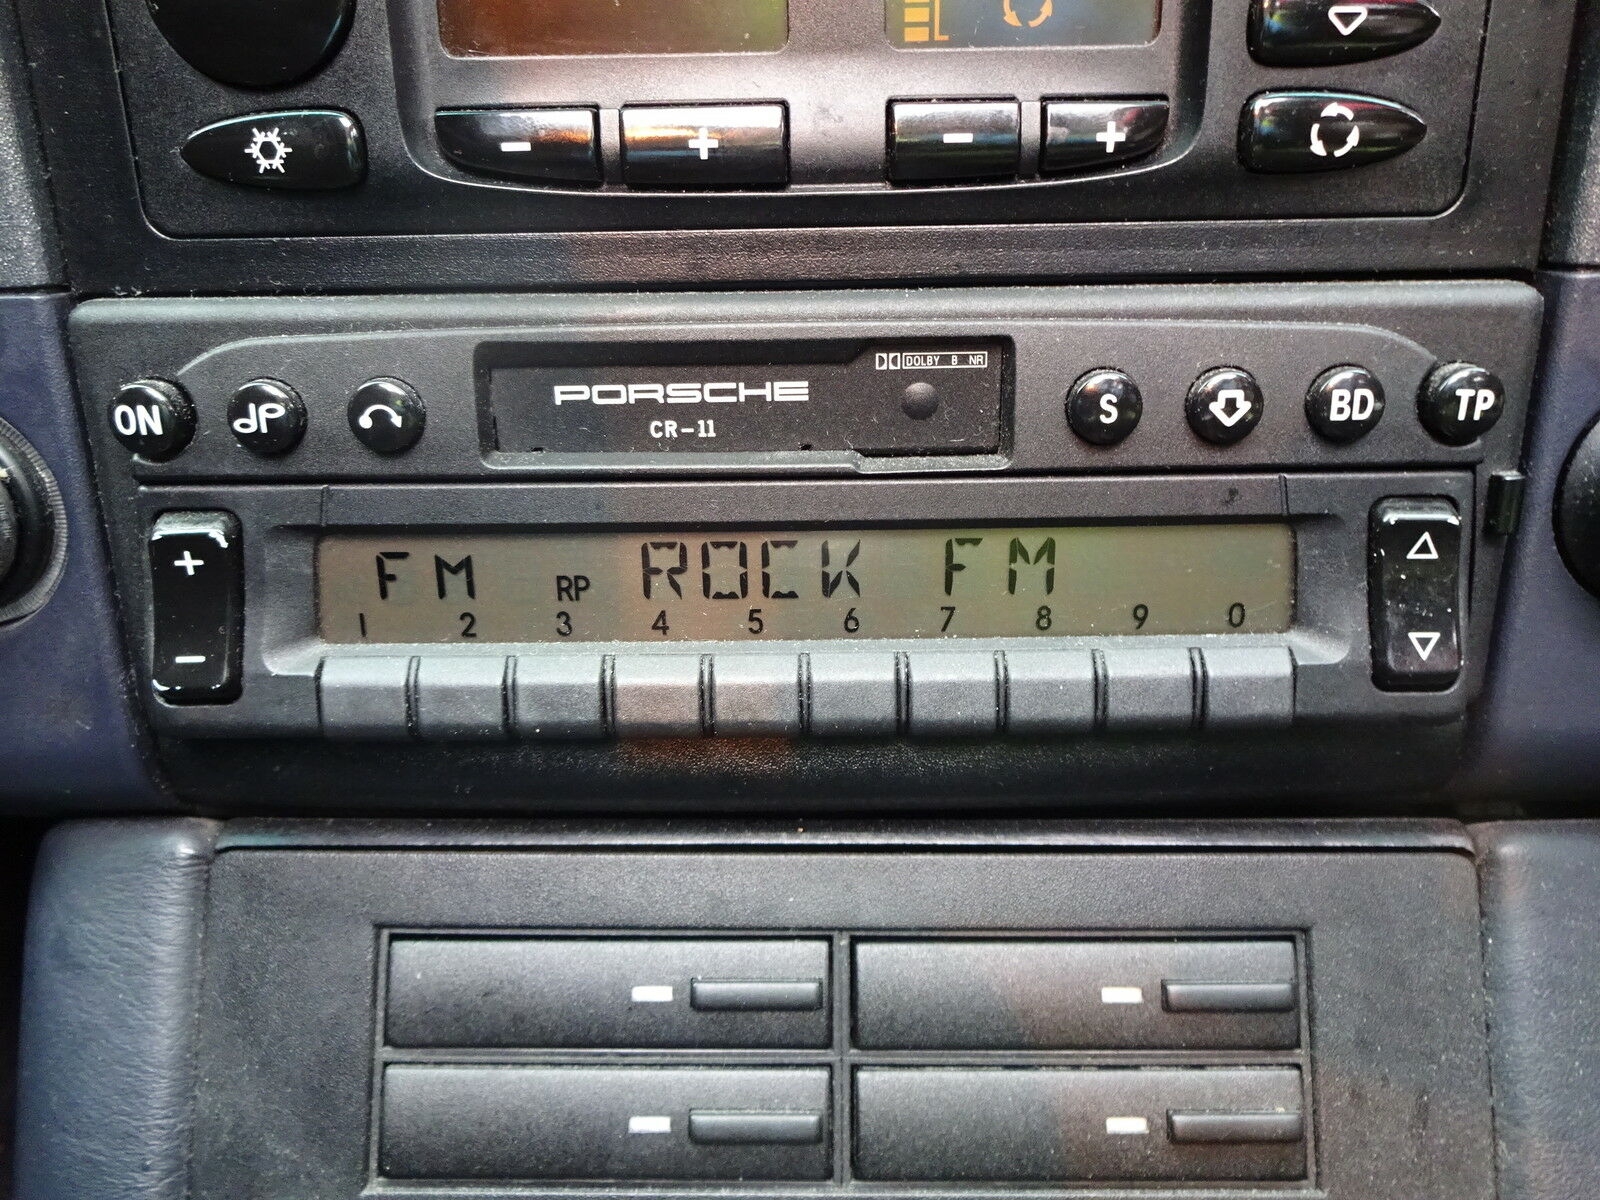 L
- + - +
DOLBY B NR
PORSCHE
CR-11
ON
S BD TP
+
-
FM RP ROCK FM
1 2 3 4 5 6 7 8 9 0